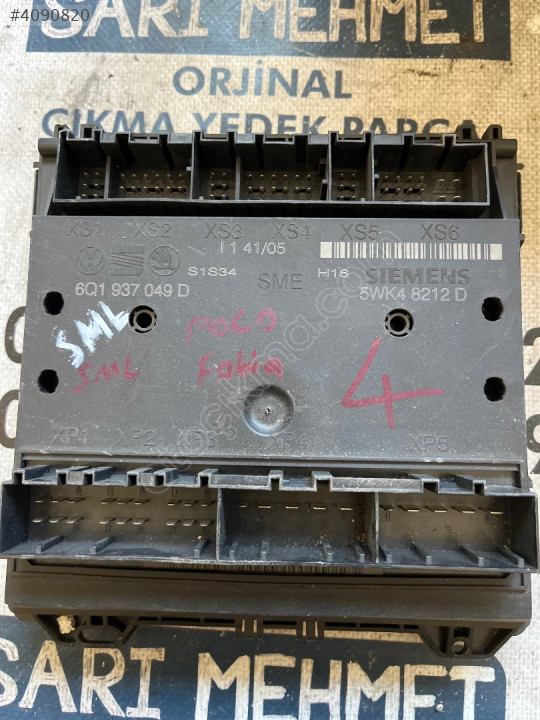 #4090820
SARI MEHMET
ORJİNAL
ÇIKMA YEDEK PARÇA
XS1 XS2 XS3 XS4 XS5 XS6
I 1 41/05
S1S34 SME H16 SIEMENS
6Q1 937 049 D 5WK4 8212 D
SML POLO
SML Fabia 4
XP1 XP2 XP3 XP4 XP5
SARI MEHMET